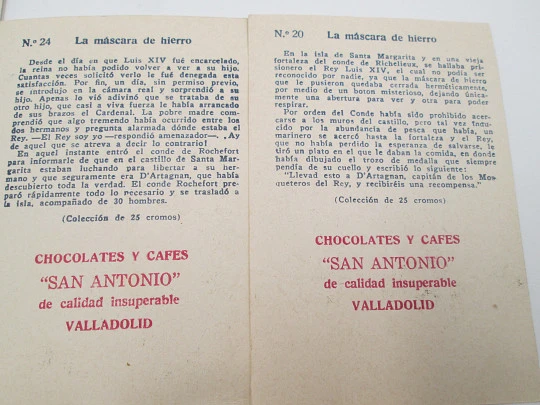 N.º 24 La máscara de hierro
Desde el día en que Luis XIV fué encarcelado,
la reina no había podido volver a ver a su hijo.
Cuantas veces solicitó verlo le fué denegada esta
satisfacción. Por fin, un día, sin permiso previo,
se introdujo en la cámara real y sorprendió a su
hijo. Apenas lo vió adivinó que se trataba de su
otro hijo, que casi a viva fuerza le había arrancado
de sus brazos el Cardenal. La pobre madre com-
prendió que algo tremendo había ocurrido entre los
dos hermanos y pregunta alarmada dónde estaba el
Rey. —El Rey soy yo —respondió amenazador—. ¡Ay
de aquel que se atreva a decir lo contrario!
En aquel instante entró el conde de Rochefort
para informarle de que en el castillo de Santa Mar-
garita estaban luchando para libertar a su her-
mano y que seguramente era D'Artagnan, que había
descubierto toda la verdad. El conde Rochefort pre-
paró rápidamente todo lo necesario y se trasladó a
la isla, acompañado de 30 hombres.
(Colección de 25 cromos)
CHOCOLATES Y CAFES
"SAN ANTONIO"
de calidad insuperable
VALLADOLID
N.º 20 La máscara de hierro
En la isla de Santa Margarita y en una vieja
fortaleza del conde de Richelieux, se hallaba pri-
sionero el Rey Luis XIV, el cual no podía ser
reconocido por nadie, ya que la máscara de hierro
que le pusieron quedaba cerrada herméticamente,
por medio de un botón misterioso, dejando única-
mente una abertura para ver y otra para poder
respirar.
Por orden del Conde había sido prohibido acer-
carse a los muros del castillo, pero tal vez indu-
cido por la abundancia de pesca que había, un
marinero se acercó hasta la fortaleza y el Rey,
que no había perdido la esperanza de salvarse, le
tiró un plato en el que le daban la comida, en donde
había dibujado el trozo de medalla que siempre
pendía de su cuello y escribió lo siguiente:
"Llevad esto a D'Artagnan, capitán de los Mos-
queteros del Rey, y recibiréis una recompensa."
(Colección de 25 cromos)
CHOCOLATES Y CAFES
"SAN ANTONIO"
de calidad insuperable
VALLADOLID